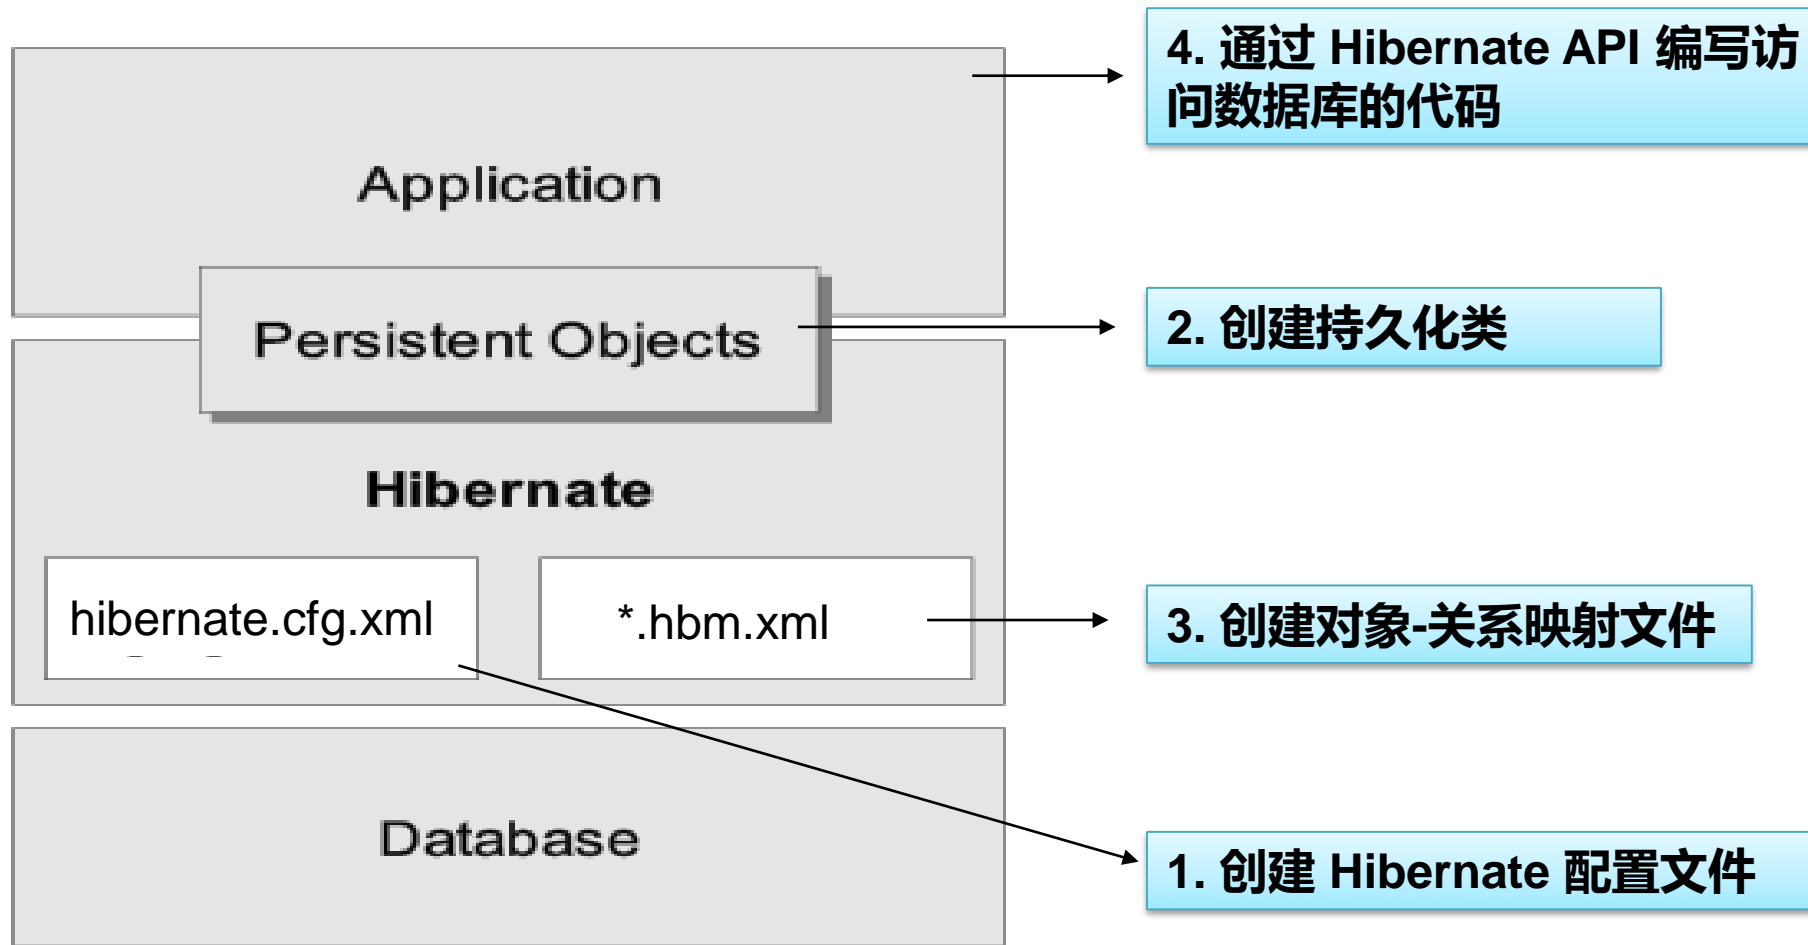 4. 通过 Hibernate API 编写访
问数据库的代码
Application
Persistent Objects
2. 创建持久化类
Hibernate
hibernate.cfg.xml
*.hbm.xml
3. 创建对象-关系映射文件
Database
1. 创建 Hibernate 配置文件